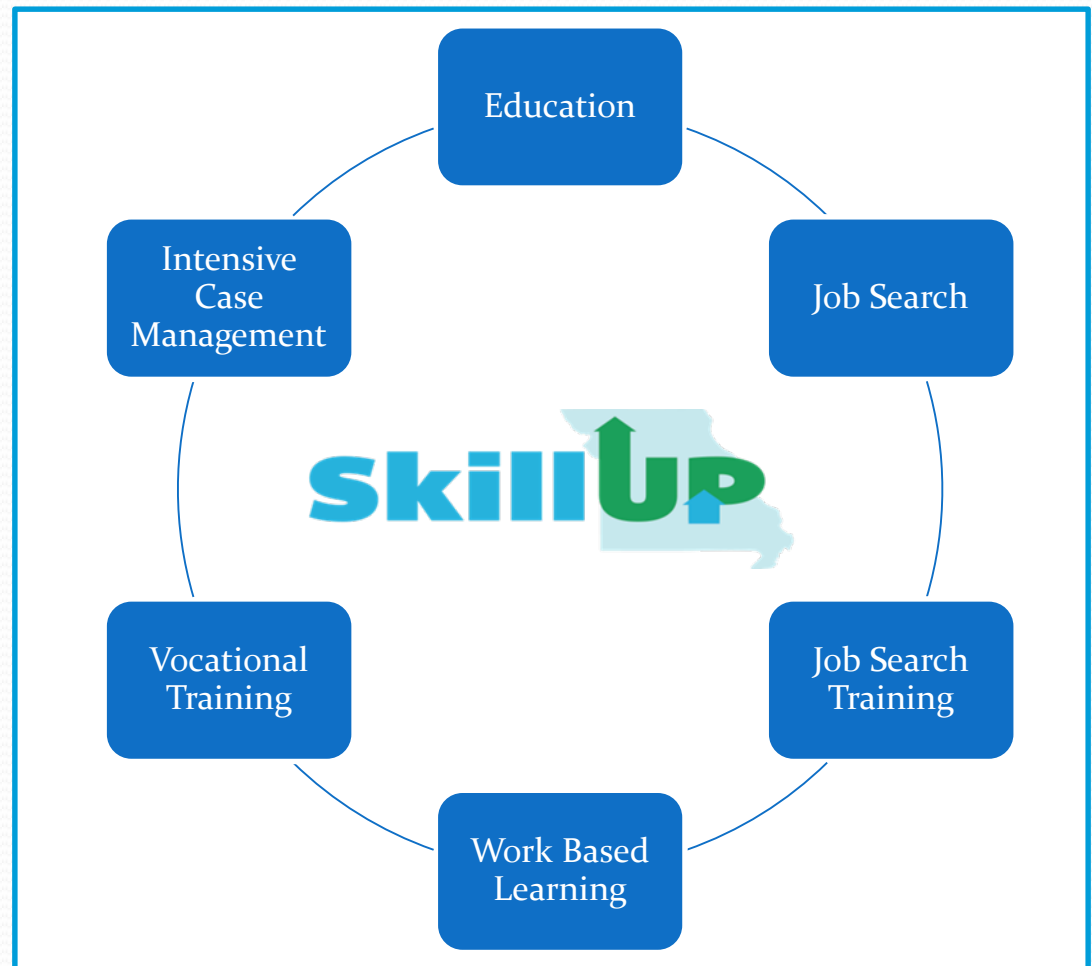 Education
Intensive
Case
Management
Job Search
SkillUP
Vocational
Training
Job Search
Training
Work Based
Learning